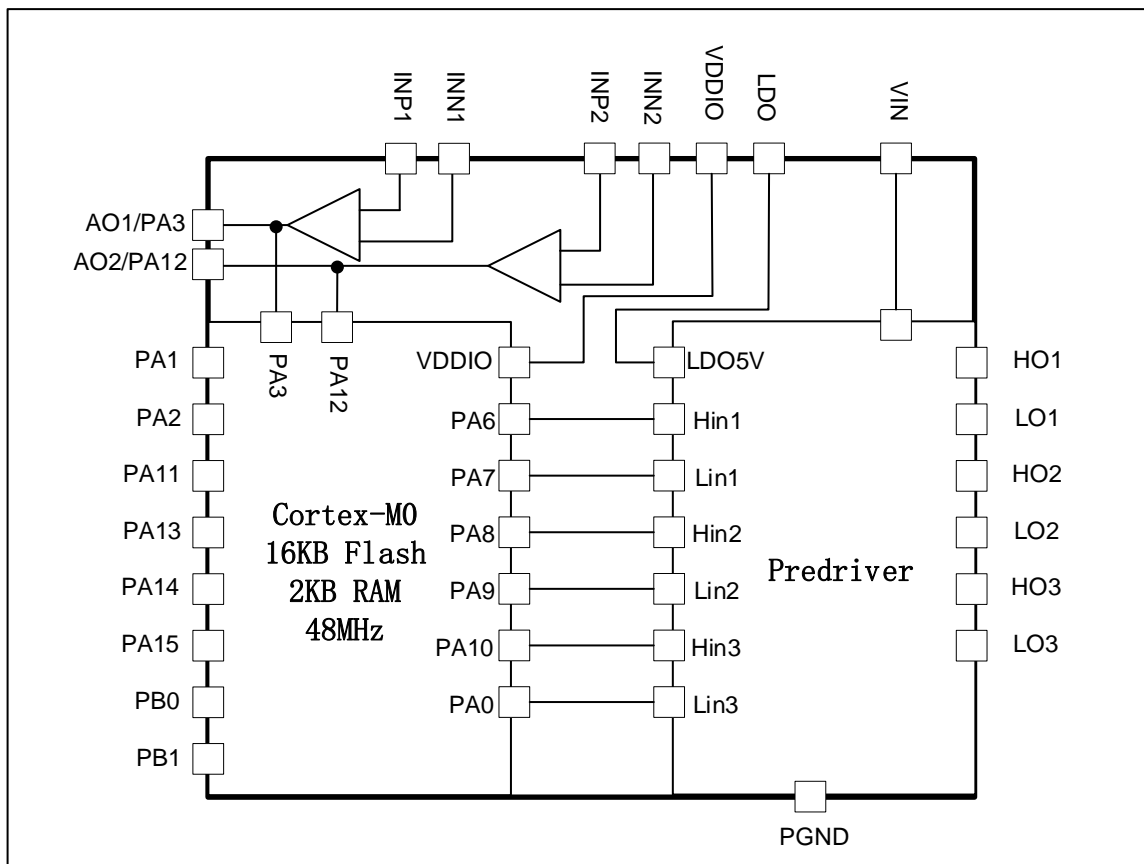 INP1
INN1
INP2
INN2
VDDIO
LDO
VIN
AO1/PA3
AO2/PA12
PA1
PA2
PA11
PA13
PA14
PA15
PB0
PB1
PA3
PA12
Cortex-M0
16KB Flash
2KB RAM
48MHz
VDDIO
PA6
PA7
PA8
PA9
PA10
PA0
LDO5V
Hin1
Lin1
Hin2
Lin2
Hin3
Lin3
Predriver
HO1
LO1
HO2
LO2
HO3
LO3
PGND